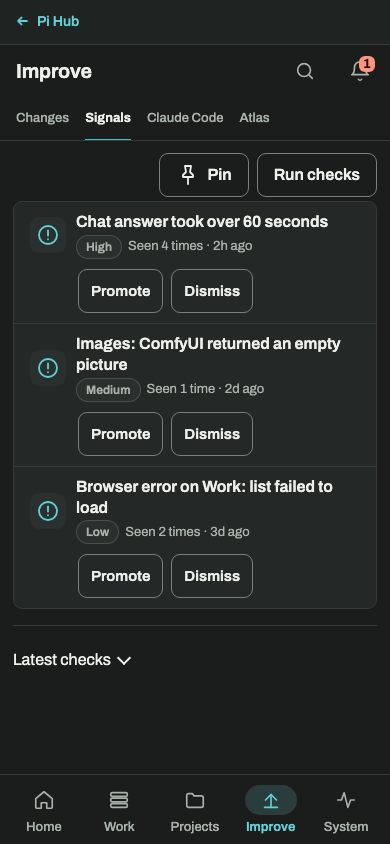 Pi Hub
Improve
1
Changes Signals Claude Code Atlas
Pin Run checks
Chat answer took over 60 seconds
High Seen 4 times · 2h ago
Promote Dismiss
Images: ComfyUI returned an empty
picture
Medium Seen 1 time · 2d ago
Promote Dismiss
Browser error on Work: list failed to
load
Low Seen 2 times · 3d ago
Promote Dismiss
Latest checks
Home Work Projects Improve System